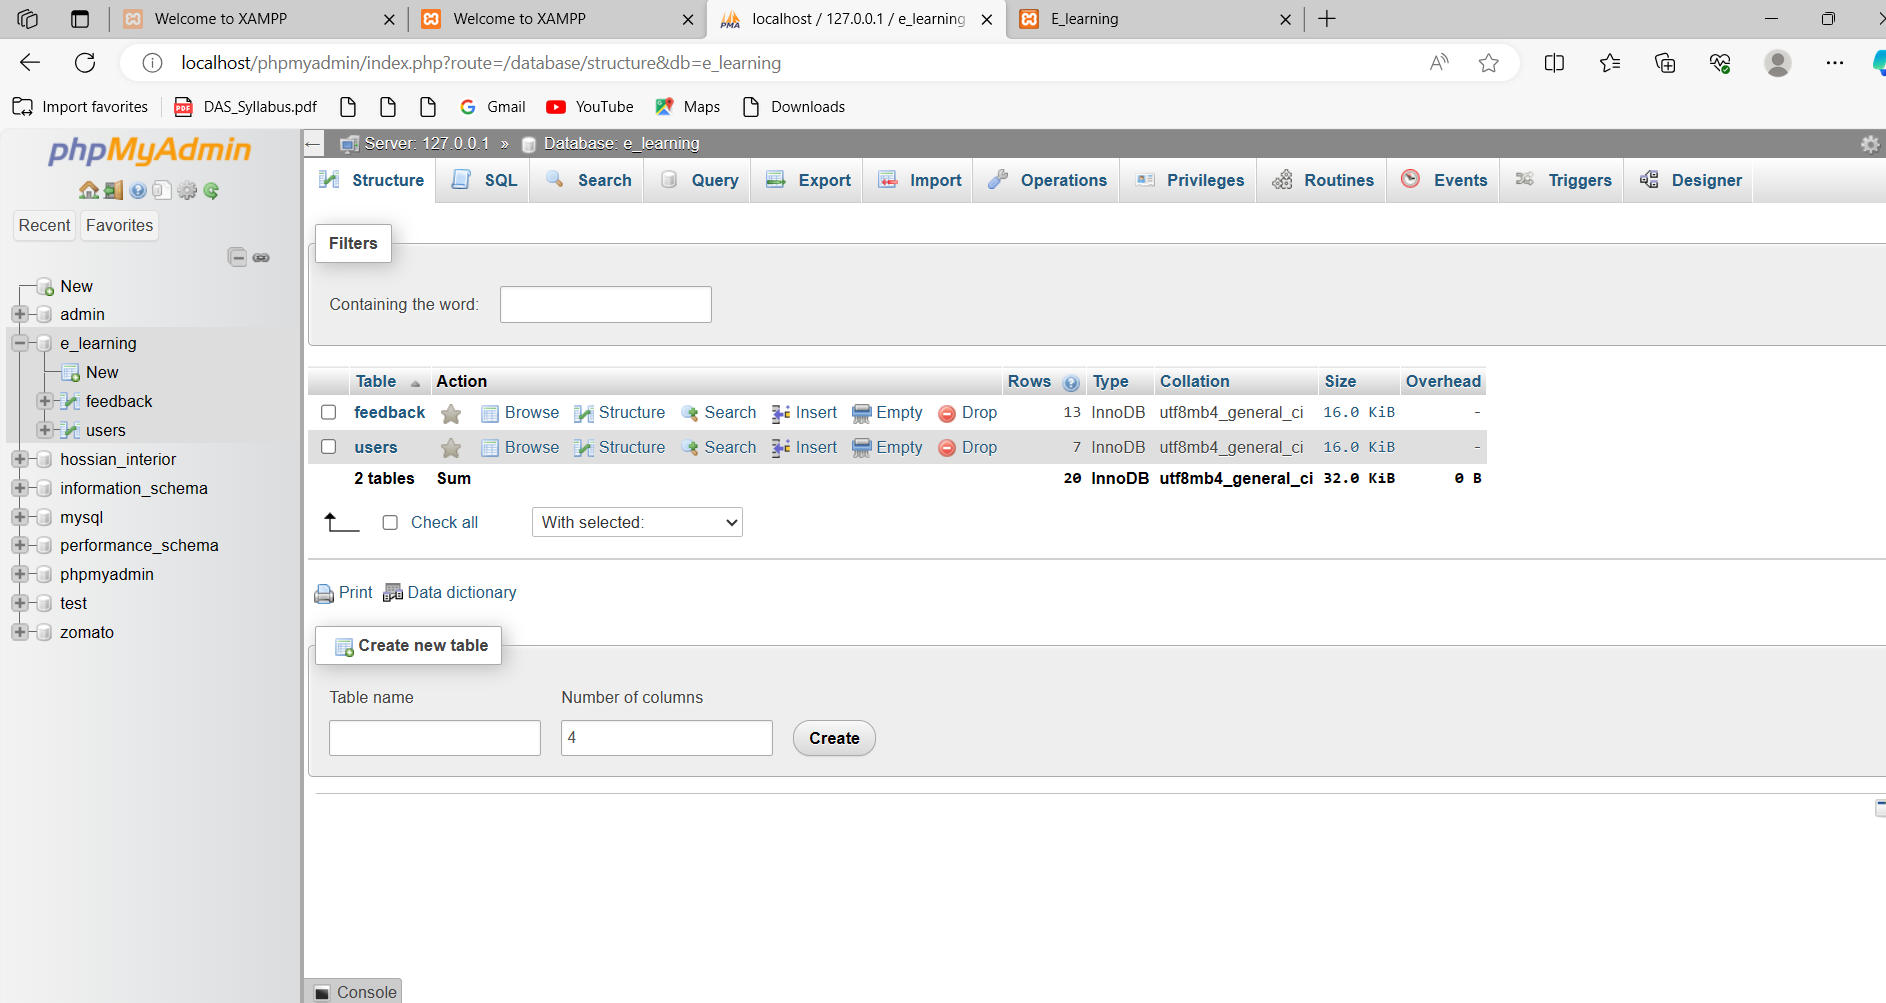 Welcome to XAMPP
Welcome to XAMPP
localhost / 127.0.0.1 / e_learning
E_learning
localhost/phpmyadmin/index.php?route=/database/structure&db=e_learning
Import favorites
DAS_Syllabus.pdf
Gmail
YouTube
Maps
Downloads
phpMyAdmin
Recent Favorites
New
admin
e_learning
New
feedback
users
hossian_interior
information_schema
mysql
performance_schema
phpmyadmin
test
zomato
Server: 127.0.0.1 » Database: e_learning
Structure SQL Search Query Export Import Operations Privileges Routines Events Triggers Designer
Filters
Containing the word:
Table Action Rows Type Collation Size Overhead
feedback Browse Structure Search Insert Empty Drop 13 InnoDB utf8mb4_general_ci 16.0 KiB -
users Browse Structure Search Insert Empty Drop 7 InnoDB utf8mb4_general_ci 16.0 KiB -
2 tables Sum 20 InnoDB utf8mb4_general_ci 32.0 KiB 0 B
Check all With selected:
Print Data dictionary
Create new table
Table name Number of columns
4 Create
Console